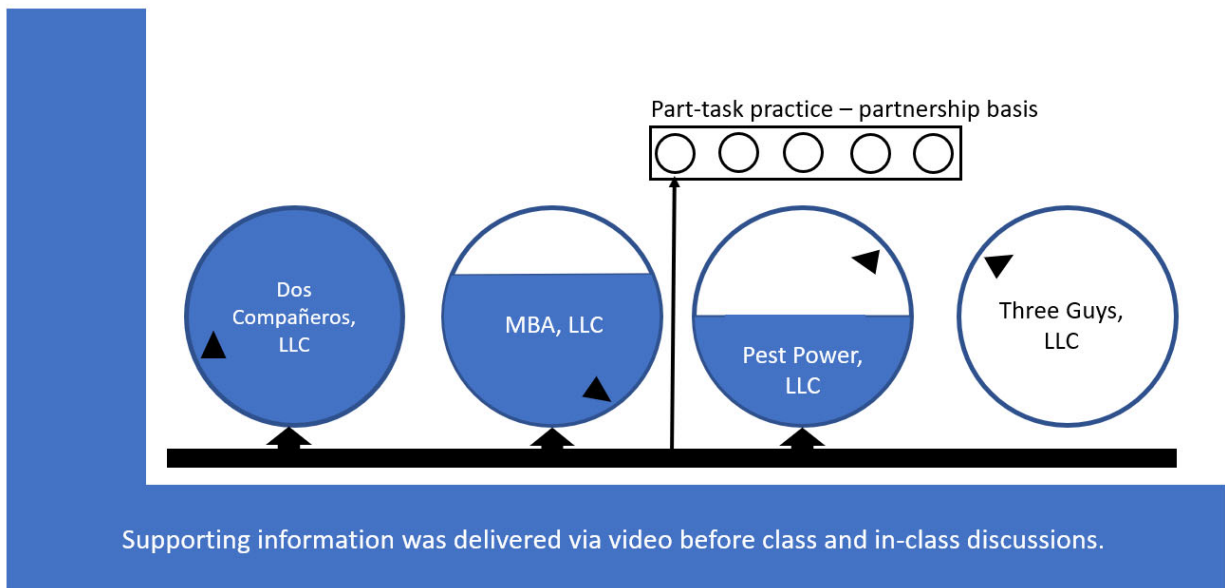 Part-task practice – partnership basis
Dos
Compañeros,
LLC
MBA, LLC
Pest Power,
LLC
Three Guys,
LLC
Supporting information was delivered via video before class and in-class discussions.